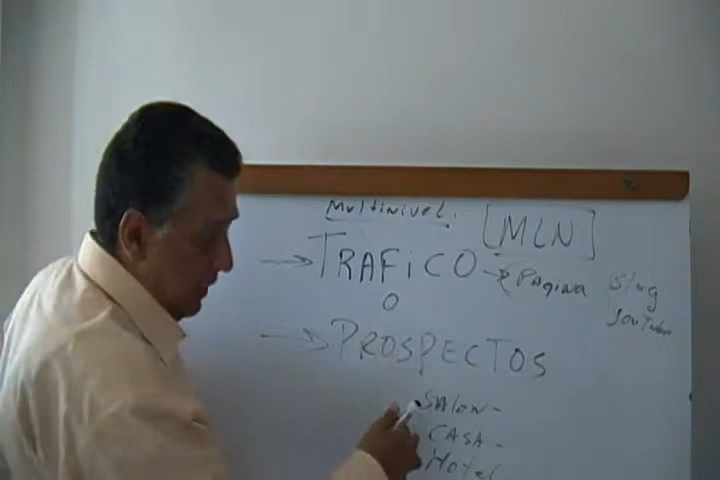 Multinivel. [MLN]
→ TRAFiCO → Pagina Blog
O YouTube
→ PROSPECTOS
SAlon -
CASA -
Hotel